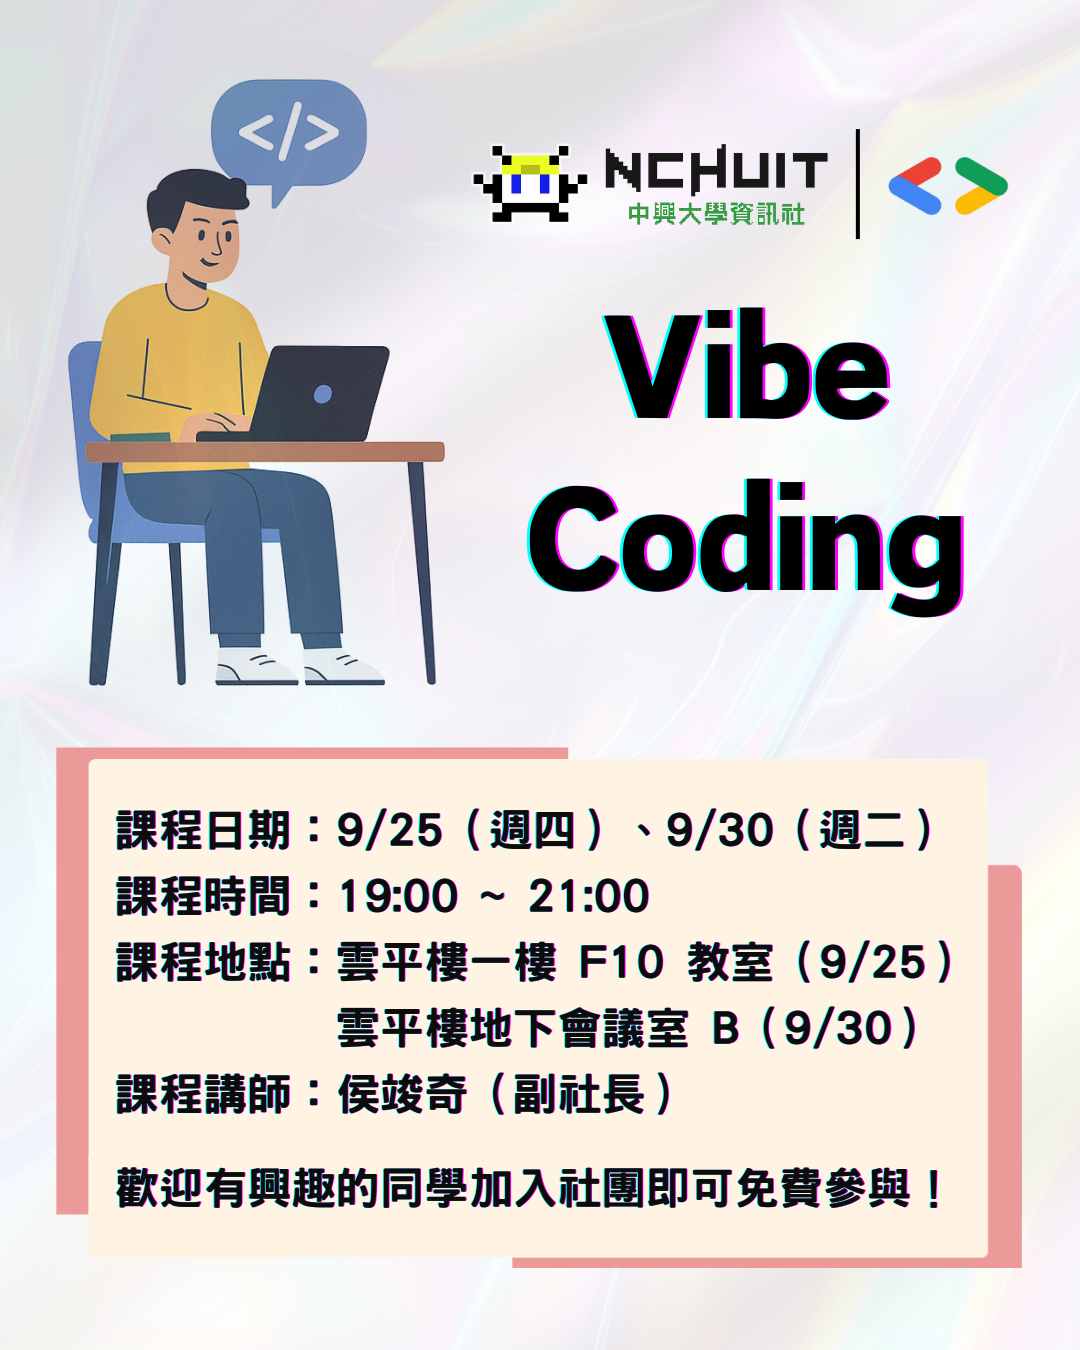 </>
NCHUIT
中興大學資訊社
Vibe
Coding
課程日期：9/25（週四）、9/30（週二）
課程時間：19:00 ~ 21:00
課程地點：雲平樓一樓 F10 教室（9/25）
雲平樓地下會議室 B（9/30）
課程講師：侯竣奇（副社長）
歡迎有興趣的同學加入社團即可免費參與！